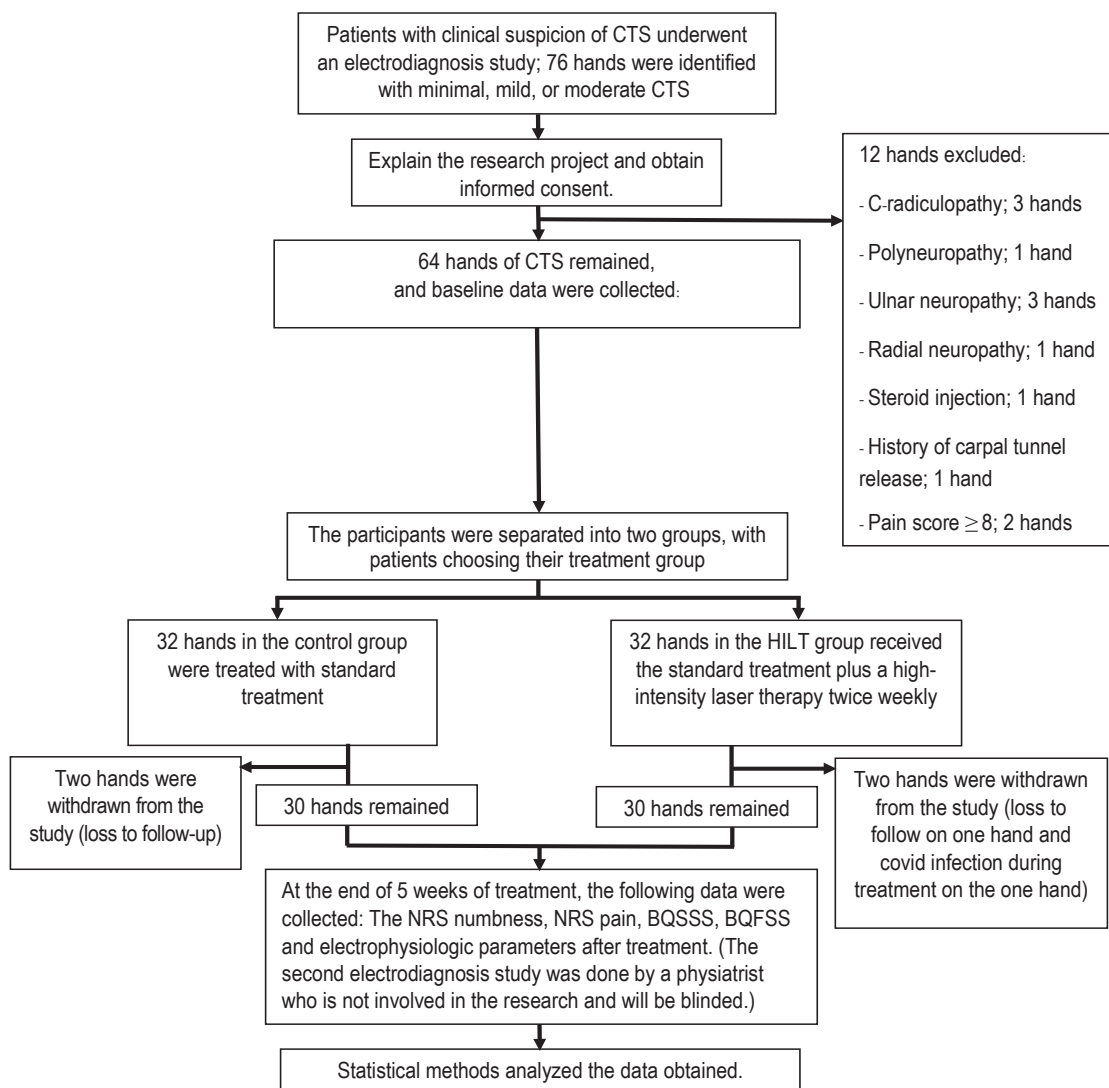 Patients with clinical suspicion of CTS underwent
an electrodiagnosis study; 76 hands were identified
with minimal, mild, or moderate CTS
Explain the research project and obtain
informed consent.
12 hands excluded:
- C-radiculopathy; 3 hands
- Polyneuropathy; 1 hand
- Ulnar neuropathy; 3 hands
- Radial neuropathy; 1 hand
- Steroid injection; 1 hand
- History of carpal tunnel
release; 1 hand
- Pain score ≥ 8; 2 hands
64 hands of CTS remained,
and baseline data were collected:
The participants were separated into two groups, with
patients choosing their treatment group
32 hands in the control group
were treated with standard
treatment
32 hands in the HILT group received
the standard treatment plus a high-
intensity laser therapy twice weekly
Two hands were
withdrawn from the
study (loss to follow-up)
30 hands remained
30 hands remained
Two hands were withdrawn
from the study (loss to
follow on one hand and
covid infection during
treatment on the one hand)
At the end of 5 weeks of treatment, the following data were
collected: The NRS numbness, NRS pain, BQSSS, BQFSS
and electrophysiologic parameters after treatment. (The
second electrodiagnosis study was done by a physiatrist
who is not involved in the research and will be blinded.)
Statistical methods analyzed the data obtained.